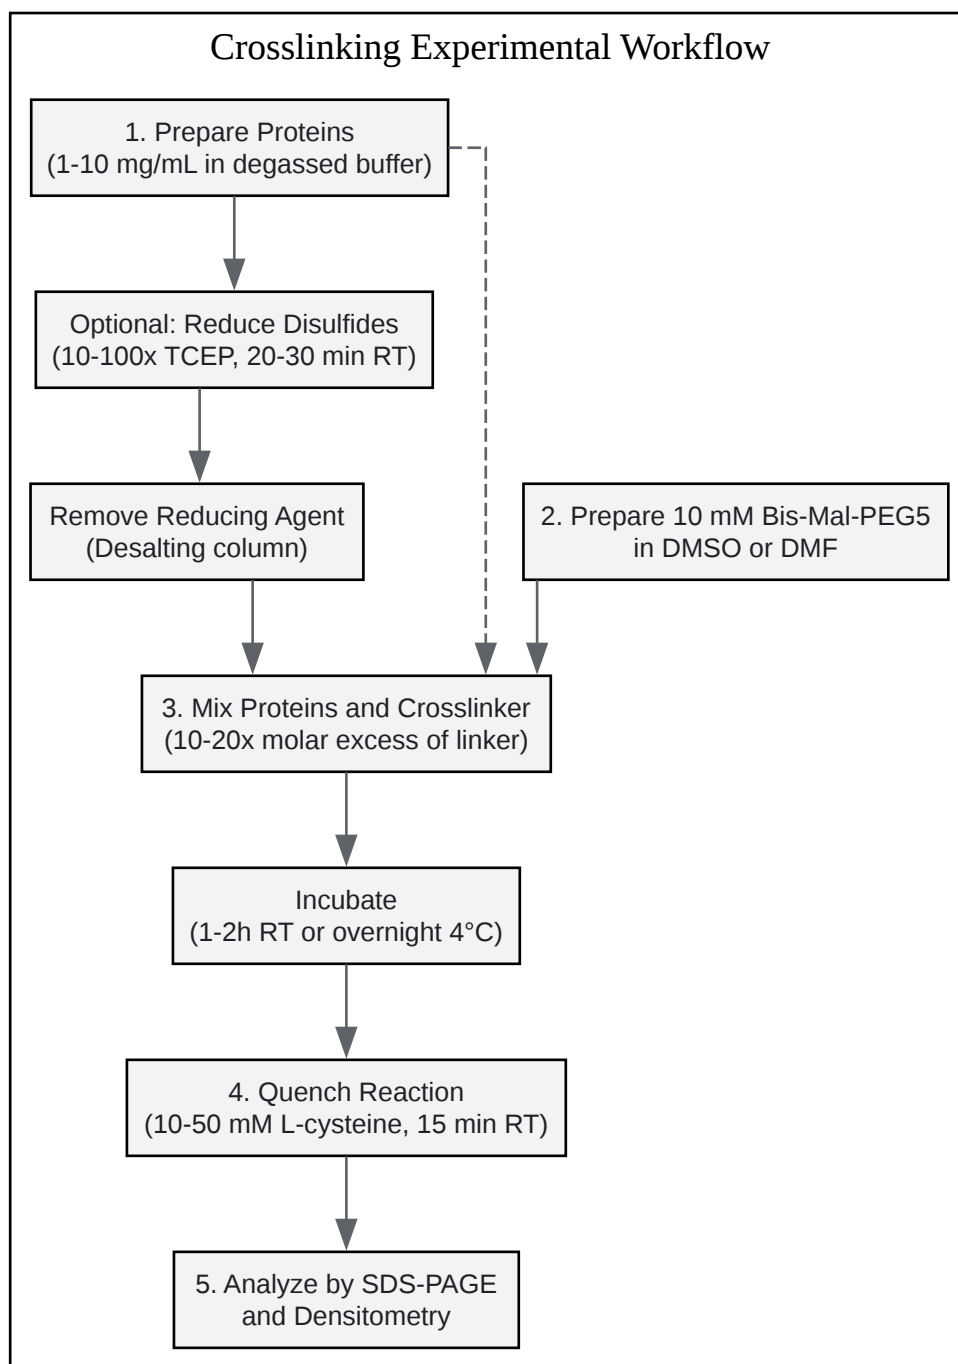 Crosslinking Experimental Workflow
1. Prepare Proteins
(1-10 mg/mL in degassed buffer)
Optional: Reduce Disulfides
(10-100x TCEP, 20-30 min RT)
Remove Reducing Agent
(Desalting column)
2. Prepare 10 mM Bis-Mal-PEG5
in DMSO or DMF
3. Mix Proteins and Crosslinker
(10-20x molar excess of linker)
Incubate
(1-2h RT or overnight 4°C)
4. Quench Reaction
(10-50 mM L-cysteine, 15 min RT)
5. Analyze by SDS-PAGE
and Densitometry